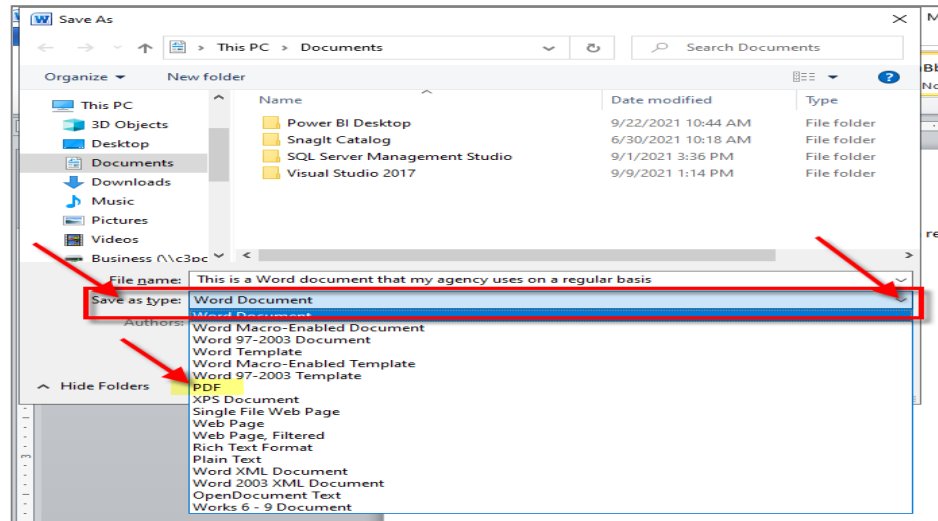 Save As
This PC > Documents
Search Documents
Organize
New folder
Name Date modified Type
This PC
3D Objects
Desktop
Documents
Downloads
Music
Pictures
Videos
Business (\\c3pc
Power BI Desktop 9/22/2021 10:44 AM File folder
SnagIt Catalog 6/30/2021 10:18 AM File folder
SQL Server Management Studio 9/1/2021 3:36 PM File folder
Visual Studio 2017 9/9/2021 1:14 PM File folder
File name: This is a Word document that my agency uses on a regular basis
Save as type: Word Document
Authors:
Word Document
Word Macro-Enabled Document
Word 97-2003 Document
Word Template
Word Macro-Enabled Template
Word 97-2003 Template
PDF
XPS Document
Single File Web Page
Web Page
Web Page, Filtered
Rich Text Format
Plain Text
Word XML Document
Word 2003 XML Document
OpenDocument Text
Works 6 - 9 Document
Hide Folders